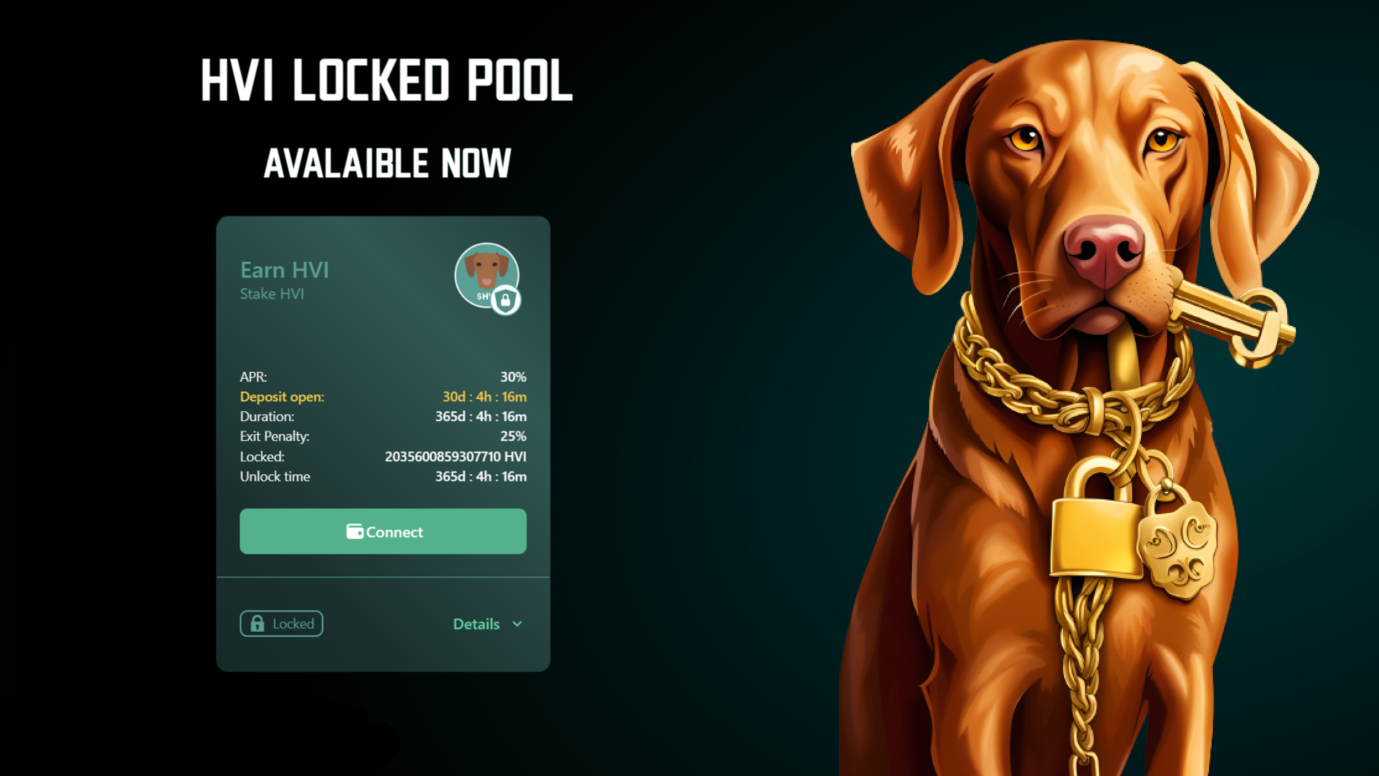 HVI LOCKED POOL
AVALAIBLE NOW
Earn HVI
Stake HVI
APR: 30%
Deposit open: 30d : 4h : 16m
Duration: 365d : 4h : 16m
Exit Penalty: 25%
Locked: 2035600859307710 HVI
Unlock time 365d : 4h : 16m
Connect
Locked Details